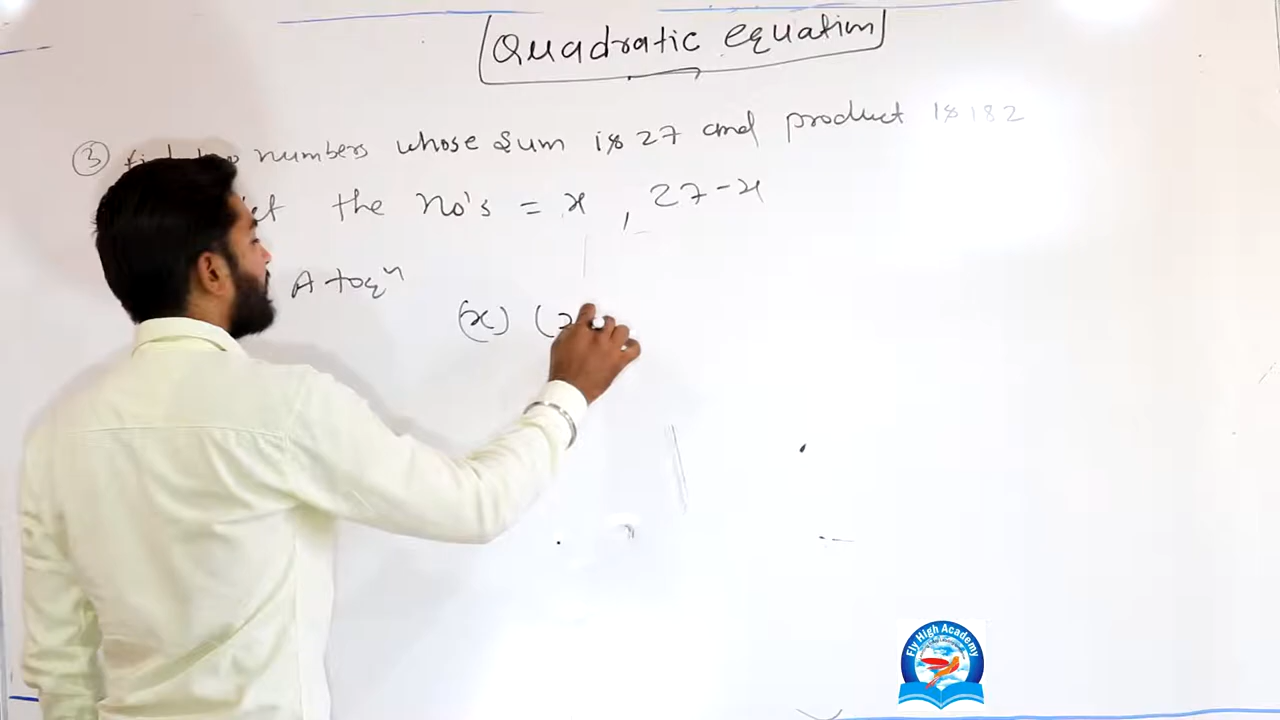 Quadratic equation
③ numbers whose sum is 27 and product is 182
the no's = x , 27-x
A to qⁿ
(x) (2
Fly High Academy